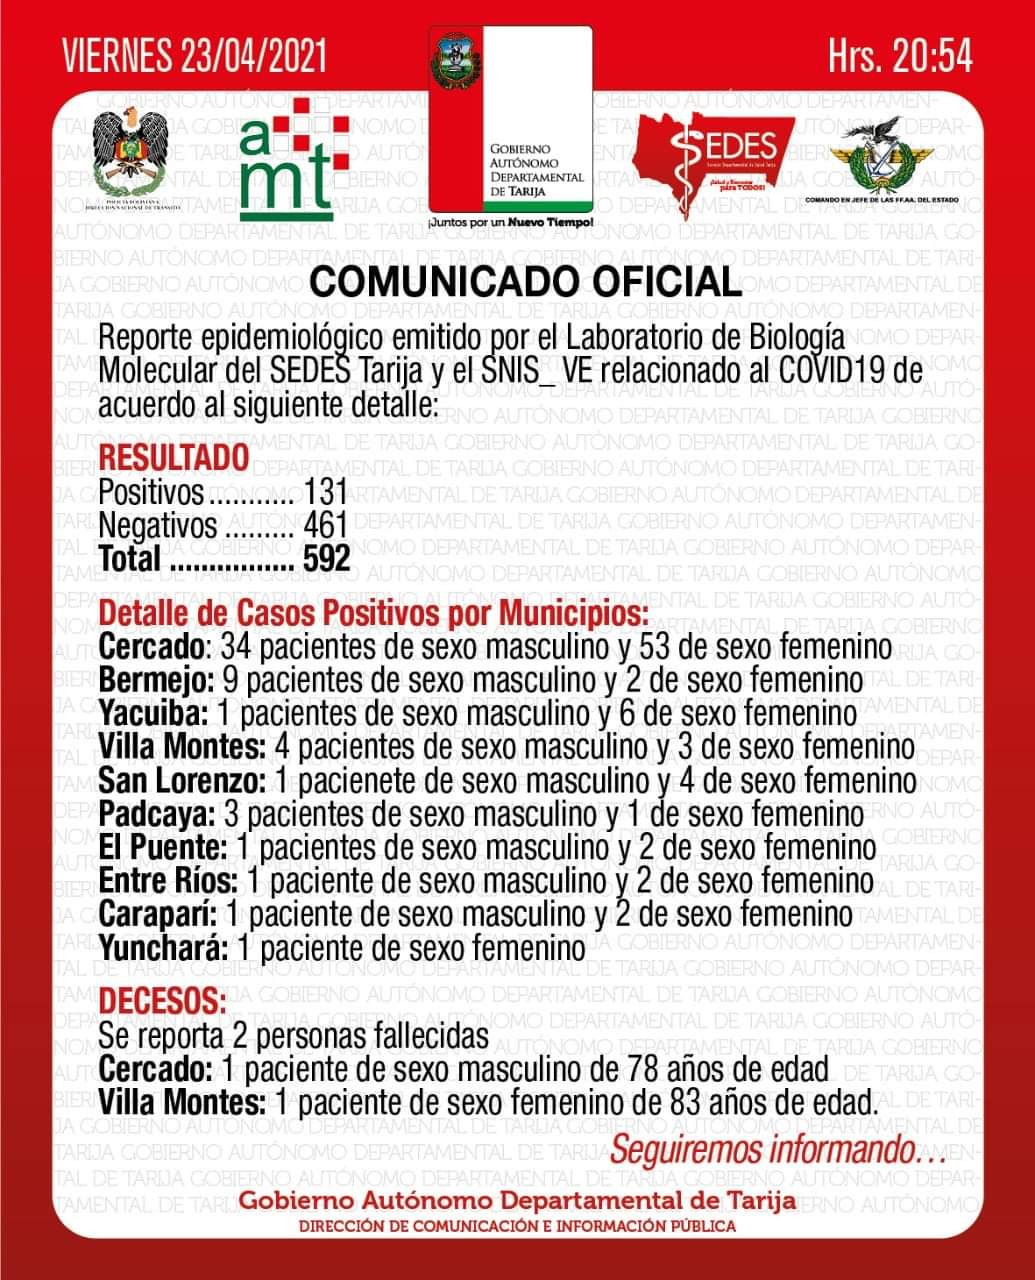 VIERNES 23/04/2021
Hrs. 20:54
POLICÍA BOLIVIANA
DIRECCIÓN NACIONAL DE TRÁNSITO
amt
GOBIERNO
AUTÓNOMO
DEPARTAMENTAL
DE TARIJA
¡Juntos por un Nuevo Tiempo!
SEDES
Servicio Departamental de Salud Tarija
¡Salud y Bienestar
para TODOS!
COMANDO EN JEFE DE LAS FF.AA. DEL ESTADO
COMUNICADO OFICIAL
Reporte epidemiológico emitido por el Laboratorio de Biología
Molecular del SEDES Tarija y el SNIS_ VE relacionado al COVID19 de
acuerdo al siguiente detalle:
RESULTADO
Positivos ........... 131
Negativos ......... 461
Total ................ 592
Detalle de Casos Positivos por Municipios:
Cercado: 34 pacientes de sexo masculino y 53 de sexo femenino
Bermejo: 9 pacientes de sexo masculino y 2 de sexo femenino
Yacuiba: 1 pacientes de sexo masculino y 6 de sexo femenino
Villa Montes: 4 pacientes de sexo masculino y 3 de sexo femenino
San Lorenzo: 1 pacienete de sexo masculino y 4 de sexo femenino
Padcaya: 3 pacientes de sexo masculino y 1 de sexo femenino
El Puente: 1 pacientes de sexo masculino y 2 de sexo femenino
Entre Ríos: 1 paciente de sexo masculino y 2 de sexo femenino
Caraparí: 1 paciente de sexo masculino y 2 de sexo femenino
Yunchará: 1 paciente de sexo femenino
DECESOS:
Se reporta 2 personas fallecidas
Cercado: 1 paciente de sexo masculino de 78 años de edad
Villa Montes: 1 paciente de sexo femenino de 83 años de edad.
Seguiremos informando...
Gobierno Autónomo Departamental de Tarija
DIRECCIÓN DE COMUNICACIÓN E INFORMACIÓN PÚBLICA